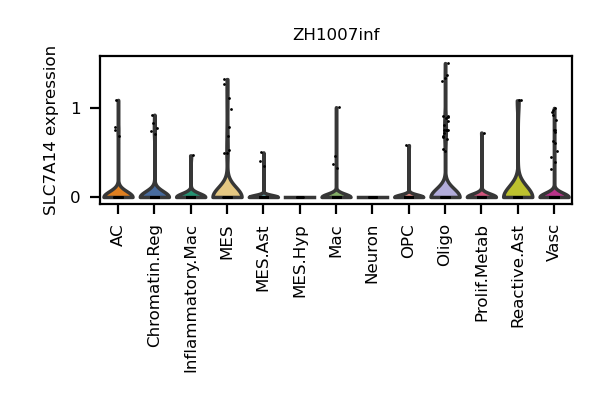 ZH1007inf
SLC7A14 expression
1
0
AC
Chromatin.Reg
Inflammatory.Mac
MES
MES.Ast
MES.Hyp
Mac
Neuron
OPC
Oligo
Prolif.Metab
Reactive.Ast
Vasc